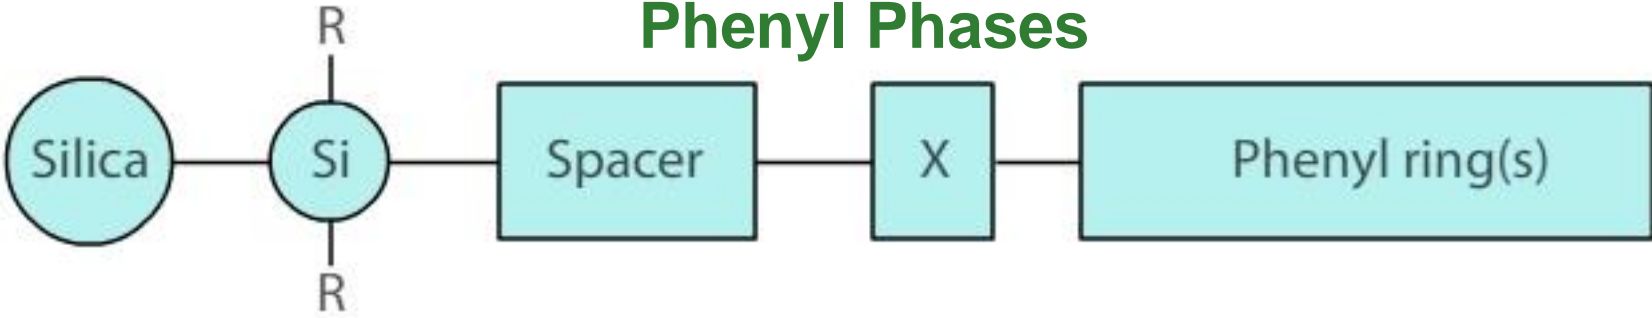 Phenyl Phases
R
Silica Si Spacer X Phenyl ring(s)
R